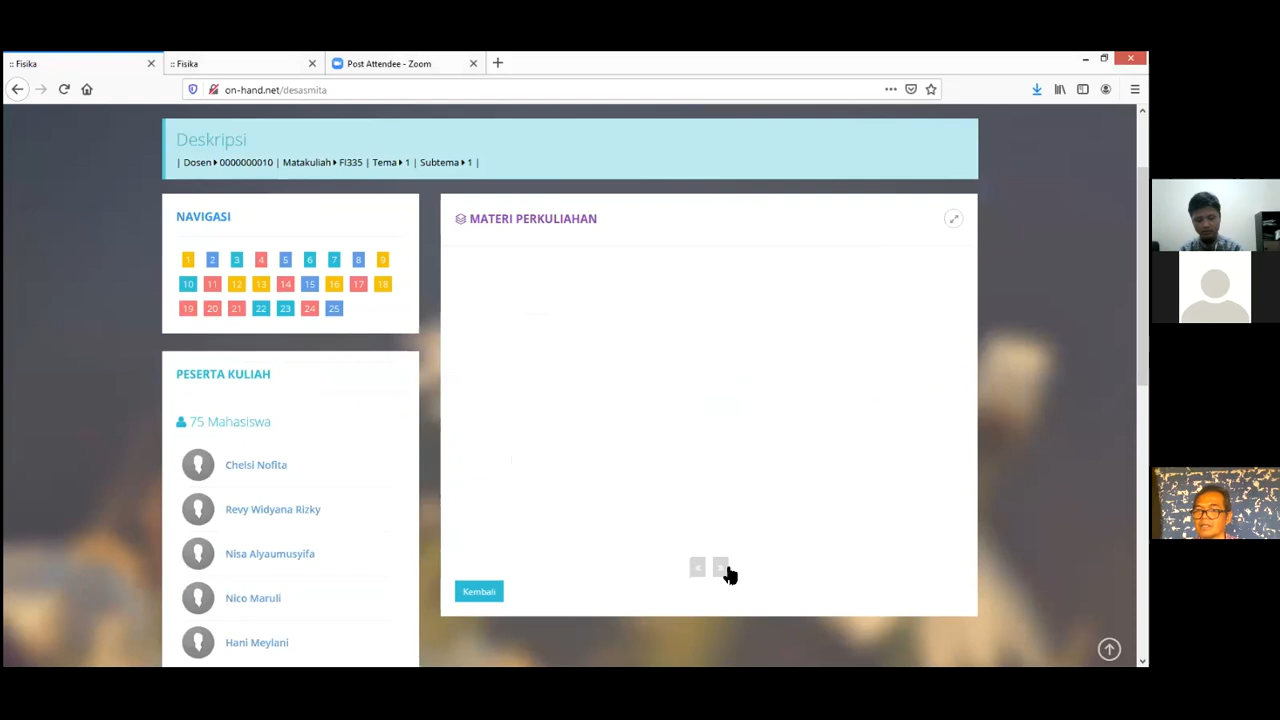 :: Fisika
:: Fisika
Post Attendee - Zoom
on-hand.net/desasmita
Deskripsi
| Dosen 0000000010 | Matakuliah FI335 | Tema 1 | Subtema 1 |
NAVIGASI
1 2 3 4 5 6 7 8 9
10 11 12 13 14 15 16 17 18
19 20 21 22 23 24 25
MATERI PERKULIAHAN
«
»
Kembali
PESERTA KULIAH
75 Mahasiswa
Chelsi Nofita
Revy Widyana Rizky
Nisa Alyaumusyifa
Nico Maruli
Hani Meylani